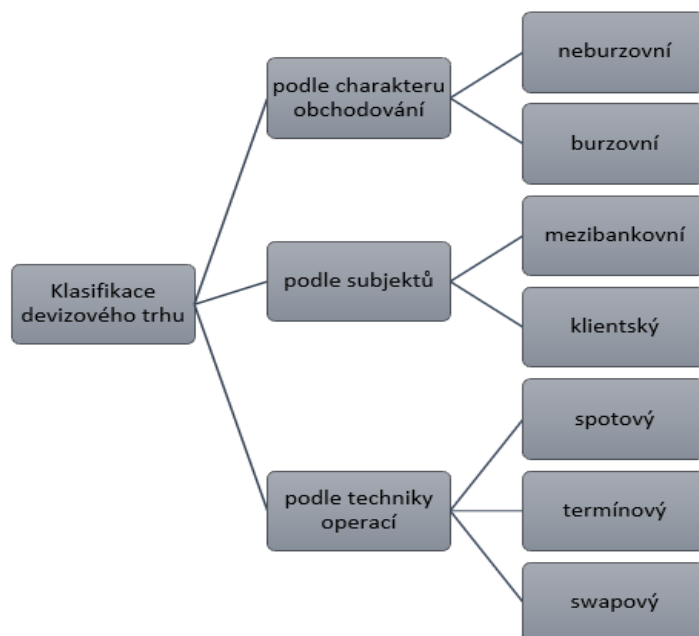 neburzovní
podle charakteru
obchodování
burzovní
mezibankovní
Klasifikace
devizového trhu
podle subjektů
klientský
spotový
podle techniky
operací
termínový
swapový